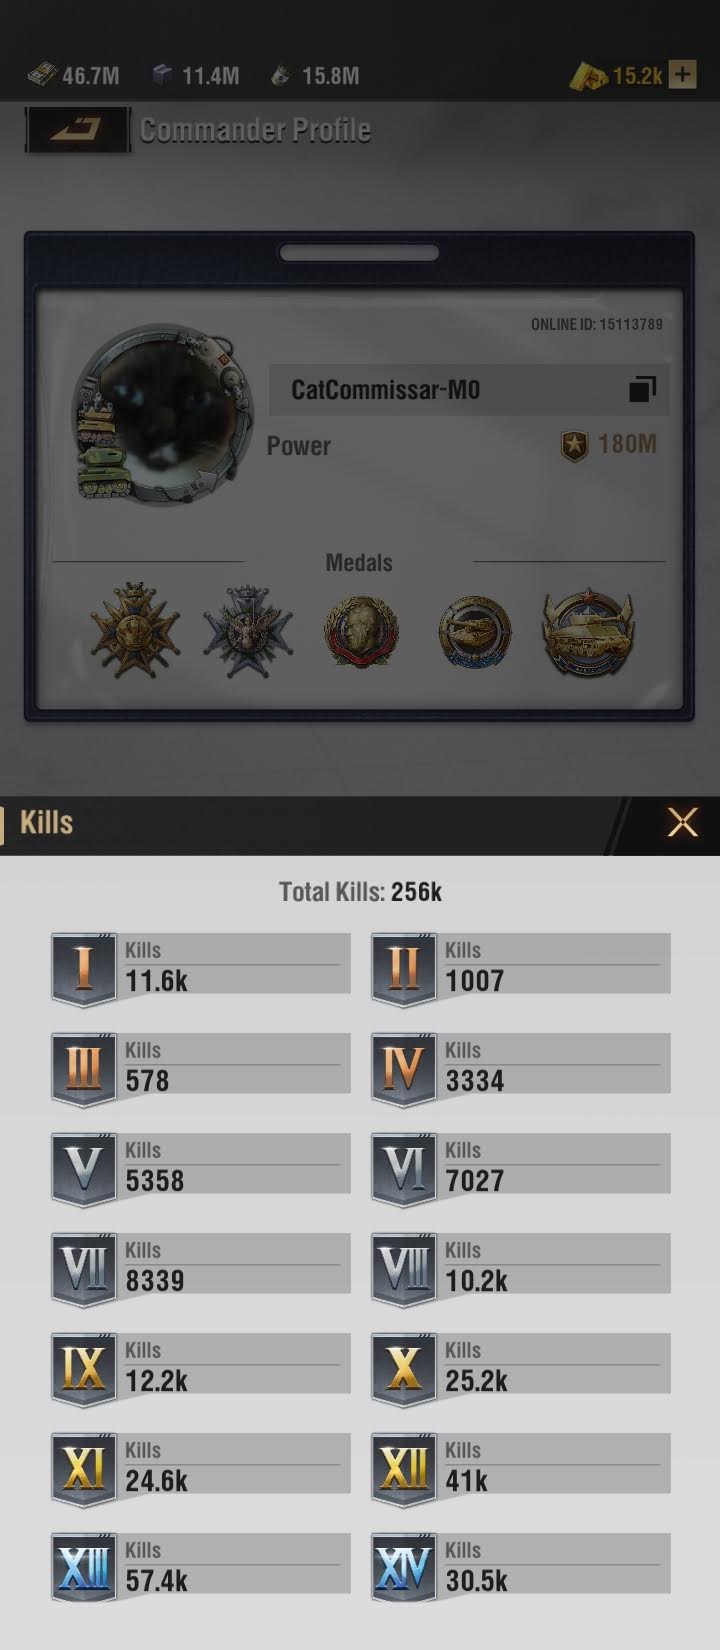 46.7M 11.4M 15.8M 15.2k
Commander Profile
ONLINE ID: 15113789
CatCommissar-M0
Power 180M
Medals
Kills
Total Kills: 256k
I Kills 11.6k
II Kills 1007
III Kills 578
IV Kills 3334
V Kills 5358
VI Kills 7027
VII Kills 8339
VIII Kills 10.2k
IX Kills 12.2k
X Kills 25.2k
XI Kills 24.6k
XII Kills 41k
XIII Kills 57.4k
XIV Kills 30.5k